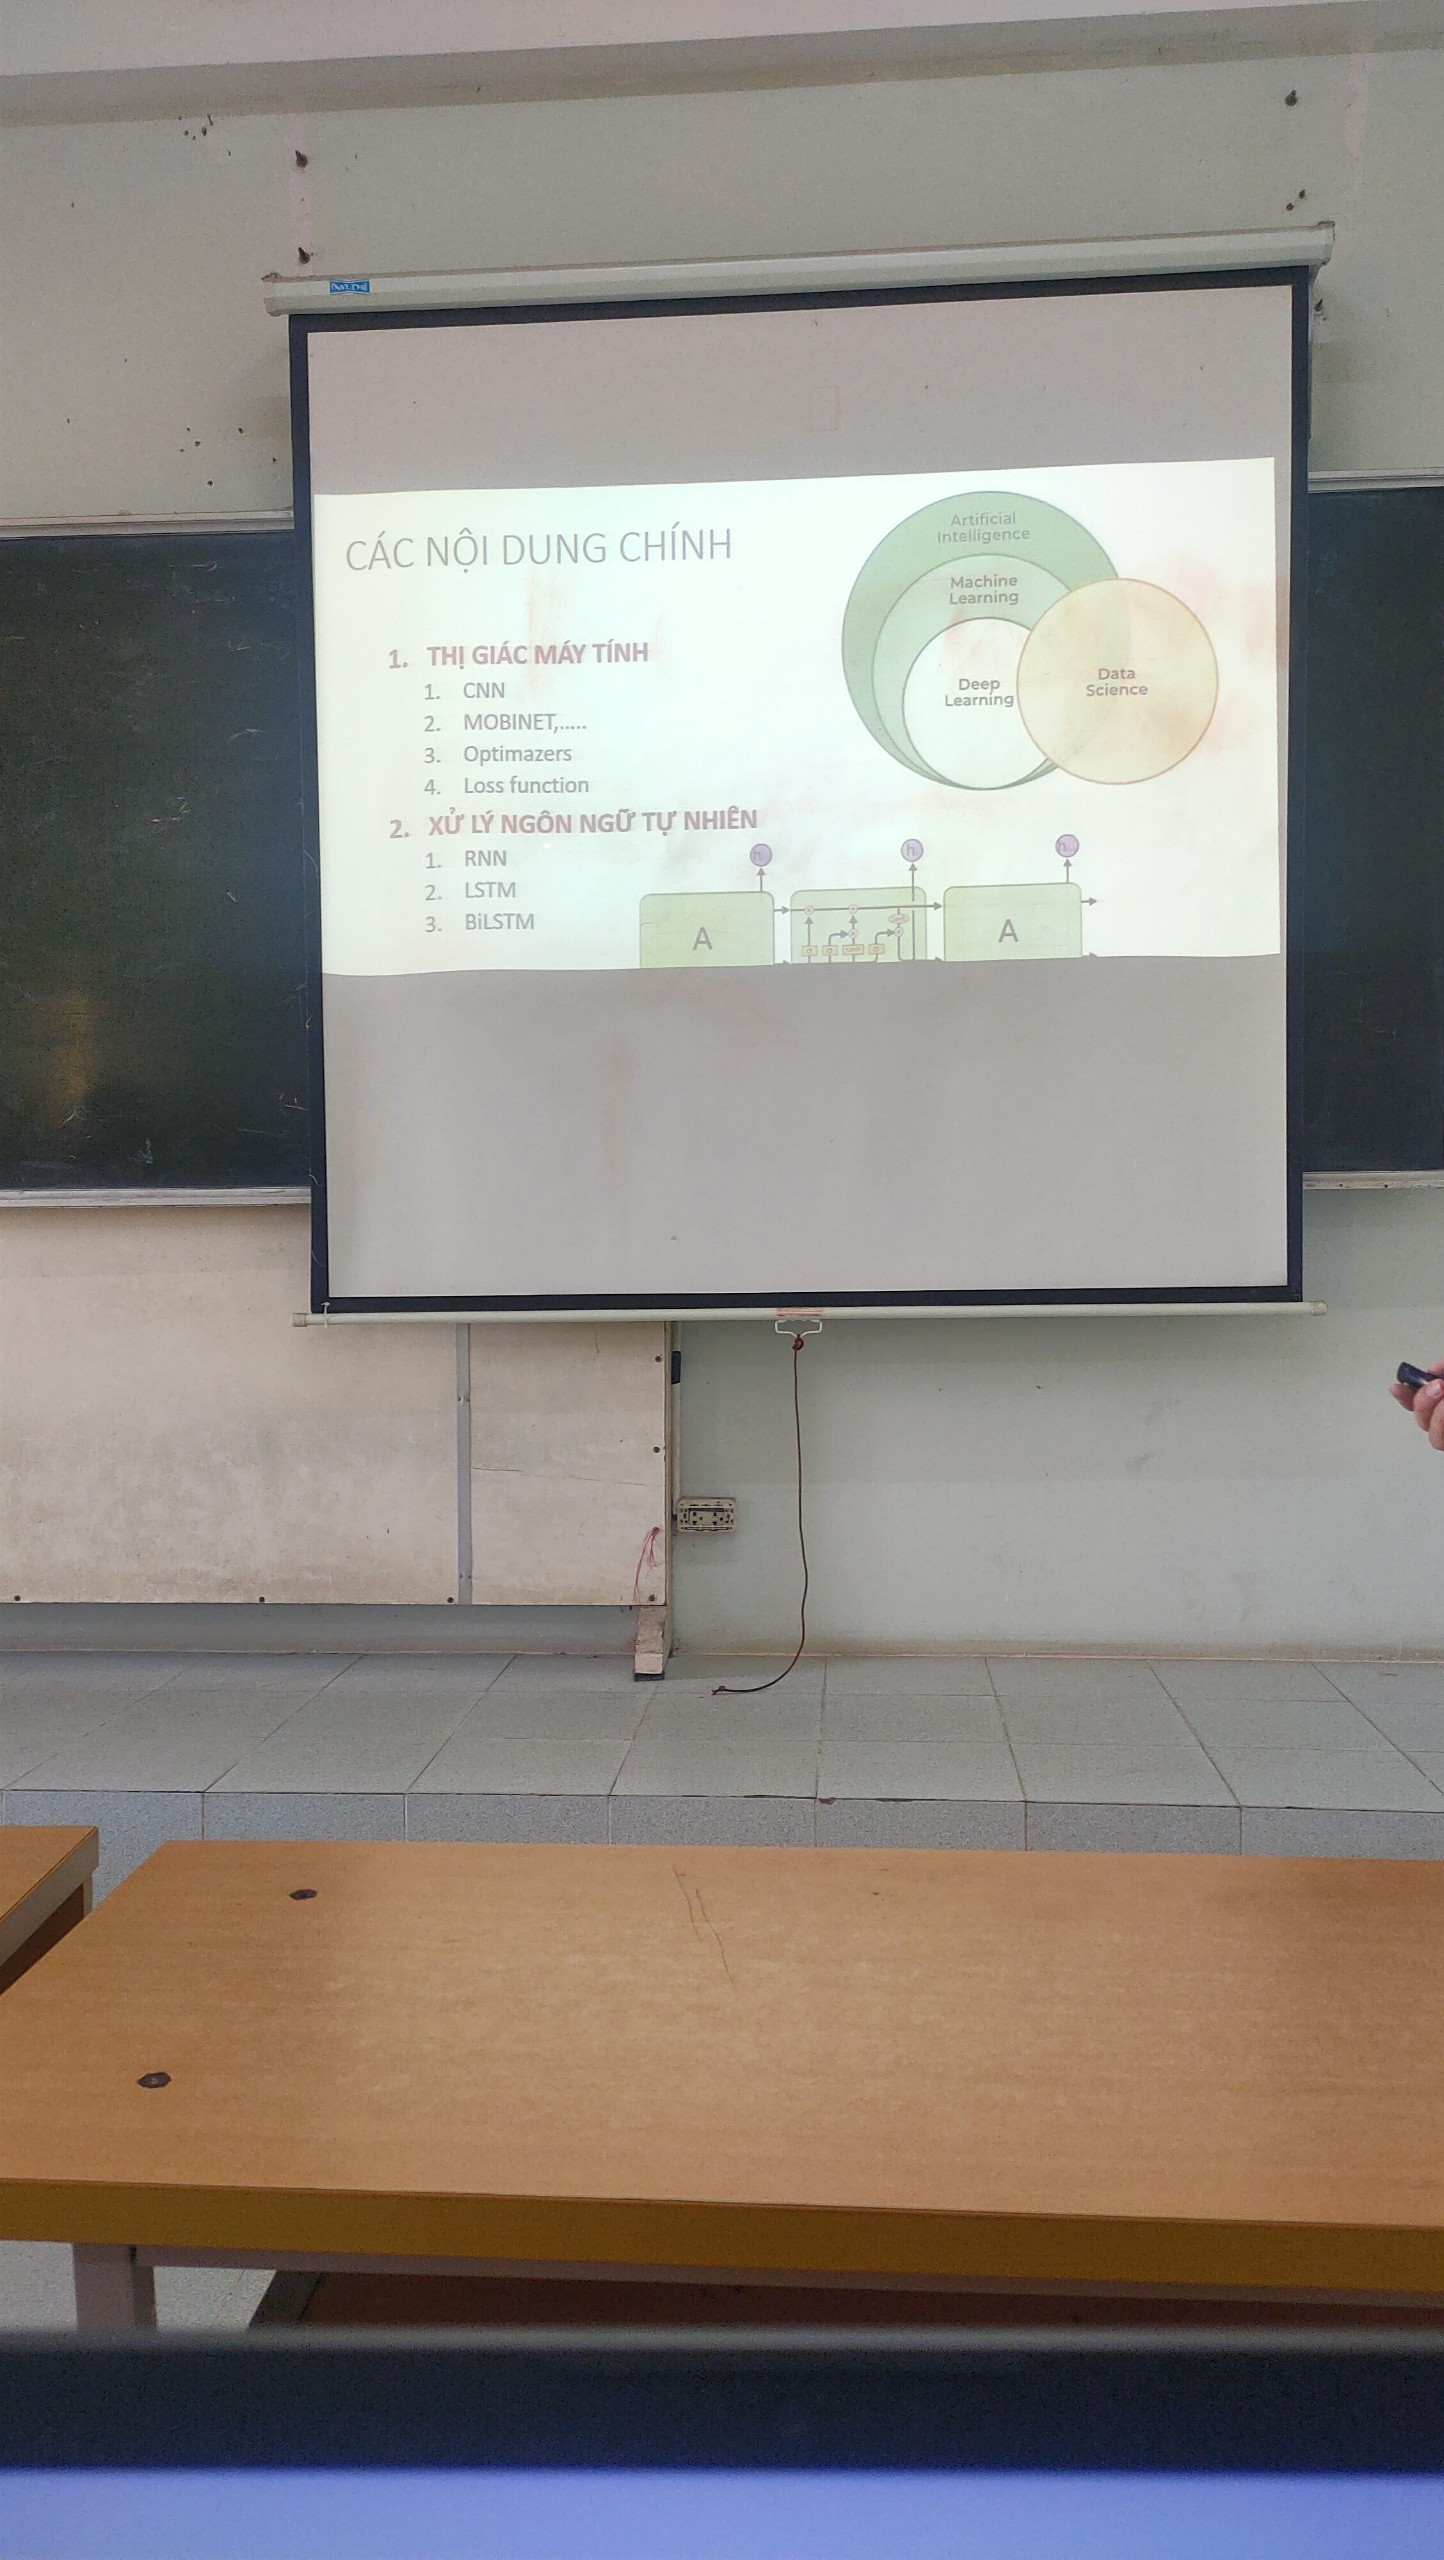 CÁC NỘI DUNG CHÍNH
1. THỊ GIÁC MÁY TÍNH
1. CNN
2. MOBINET,.....
3. Optimazers
4. Loss function
2. XỬ LÝ NGÔN NGỮ TỰ NHIÊN
1. RNN
2. LSTM
3. BiLSTM
Artificial
Intelligence
Machine
Learning
Deep
Learning
Data
Science
h
h
h
A
A
σ
σ
tanh
σ